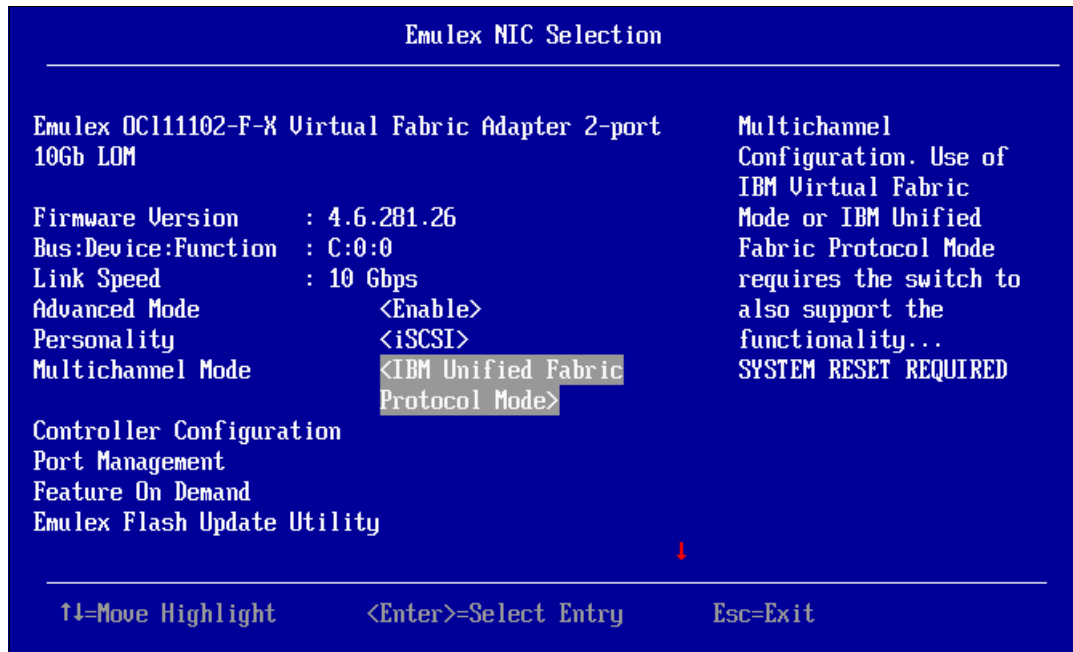 Emulex NIC Selection
Emulex OCl11102-F-X Virtual Fabric Adapter 2-port
10Gb LOM
Firmware Version : 4.6.281.26
Bus:Device:Function : C:0:0
Link Speed : 10 Gbps
Advanced Mode <Enable>
Personality <iSCSI>
Multichannel Mode <IBM Unified Fabric
Protocol Mode>
Controller Configuration
Port Management
Feature On Demand
Emulex Flash Update Utility
Multichannel
Configuration. Use of
IBM Virtual Fabric
Mode or IBM Unified
Fabric Protocol Mode
requires the switch to
also support the
functionality...
SYSTEM RESET REQUIRED
↓
↑↓=Move Highlight <Enter>=Select Entry Esc=Exit